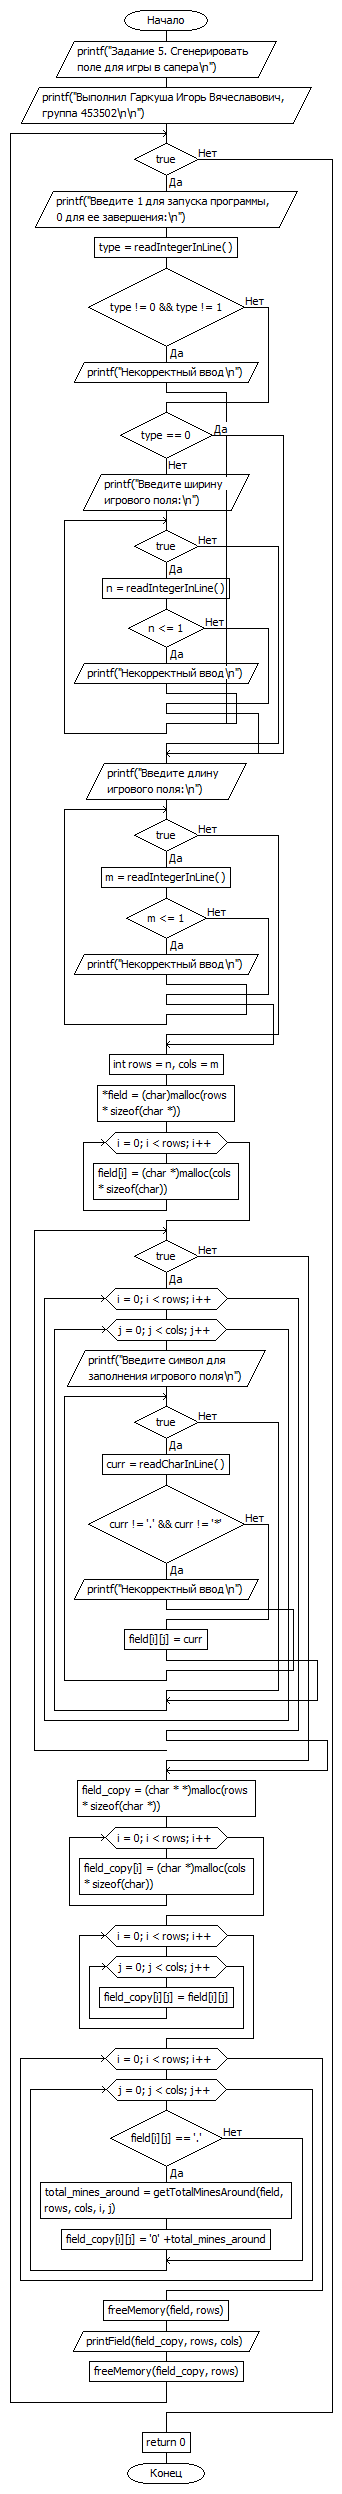 Начало
printf("Задание 5. Сгенерировать
поле для игры в сапера\n")
printf("Выполнил Гаркуша Игорь Вячеславович,
группа 453502\n\n")
true
Нет
Да
printf("Введите 1 для запуска программы,
0 для ее завершения:\n")
type = readIntegerInLine( )
type != 0 && type != 1
Нет
Да
printf("Некорректный ввод\n")
type == 0
Да
Нет
printf("Введите ширину
игрового поля:\n")
true
Нет
Да
n = readIntegerInLine( )
n <= 1
Нет
Да
printf("Некорректный ввод\n")
printf("Введите длину
игрового поля:\n")
true
Нет
Да
m = readIntegerInLine( )
m <= 1
Нет
Да
printf("Некорректный ввод\n")
int rows = n, cols = m
*field = (char)malloc(rows
* sizeof(char *))
i = 0; i < rows; i++
field[i] = (char *)malloc(cols
* sizeof(char))
true
Нет
Да
i = 0; i < rows; i++
j = 0; j < cols; j++
printf("Введите символ для
заполнения игрового поля\n")
true
Нет
Да
curr = readCharInLine( )
curr != '.' && curr != '*'
Нет
Да
printf("Некорректный ввод\n")
field[i][j] = curr
field_copy = (char * *)malloc(rows
* sizeof(char *))
i = 0; i < rows; i++
field_copy[i] = (char *)malloc(cols
* sizeof(char))
i = 0; i < rows; i++
j = 0; j < cols; j++
field_copy[i][j] = field[i][j]
i = 0; i < rows; i++
j = 0; j < cols; j++
field[i][j] == '.'
Нет
Да
total_mines_around = getTotalMinesAround(field,
rows, cols, i, j)
field_copy[i][j] = '0' +total_mines_around
freeMemory(field, rows)
printField(field_copy, rows, cols)
freeMemory(field_copy, rows)
return 0
Конец